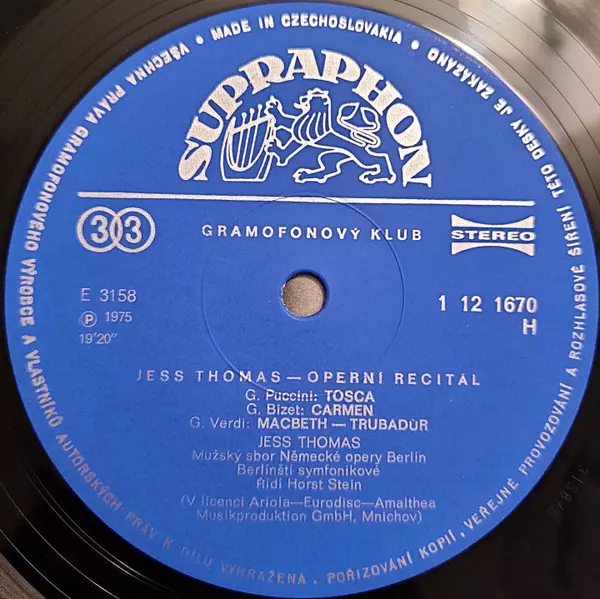 MADE IN CZECHOSLOVAKIA
VŠECHNA PRÁVA GRAMOFONOVÉHO VÝROBCE A VLASTNÍKŮ AUTORSKÝCH PRÁV K DÍLU VYHRAŽENA, POŘIZOVÁNÍ KOPIÍ, VEŘEJNÉ PROVOZOVÁNÍ A ROZHLASOVÉ ŠÍŘENÍ TÉTO DESKY JE ZAKÁZÁNO
SUPRAPHON
33
GRAMOFONOVÝ KLUB
STEREO
E 3158
Ⓟ 1975
19'20"
1 12 1670
H
JESS THOMAS — OPERNÍ RECITÁL
G. Puccini: TOSCA
G. Bizet: CARMEN
G. Verdi: MACBETH — TRUBADÚR
JESS THOMAS
Mužský sbor Německé opery Berlín
Berlínští symfonikové
Řídí Horst Stein
(V licenci Ariola—Eurodisc—Amalthea
Musikproduktion GmbH, Mnichov)